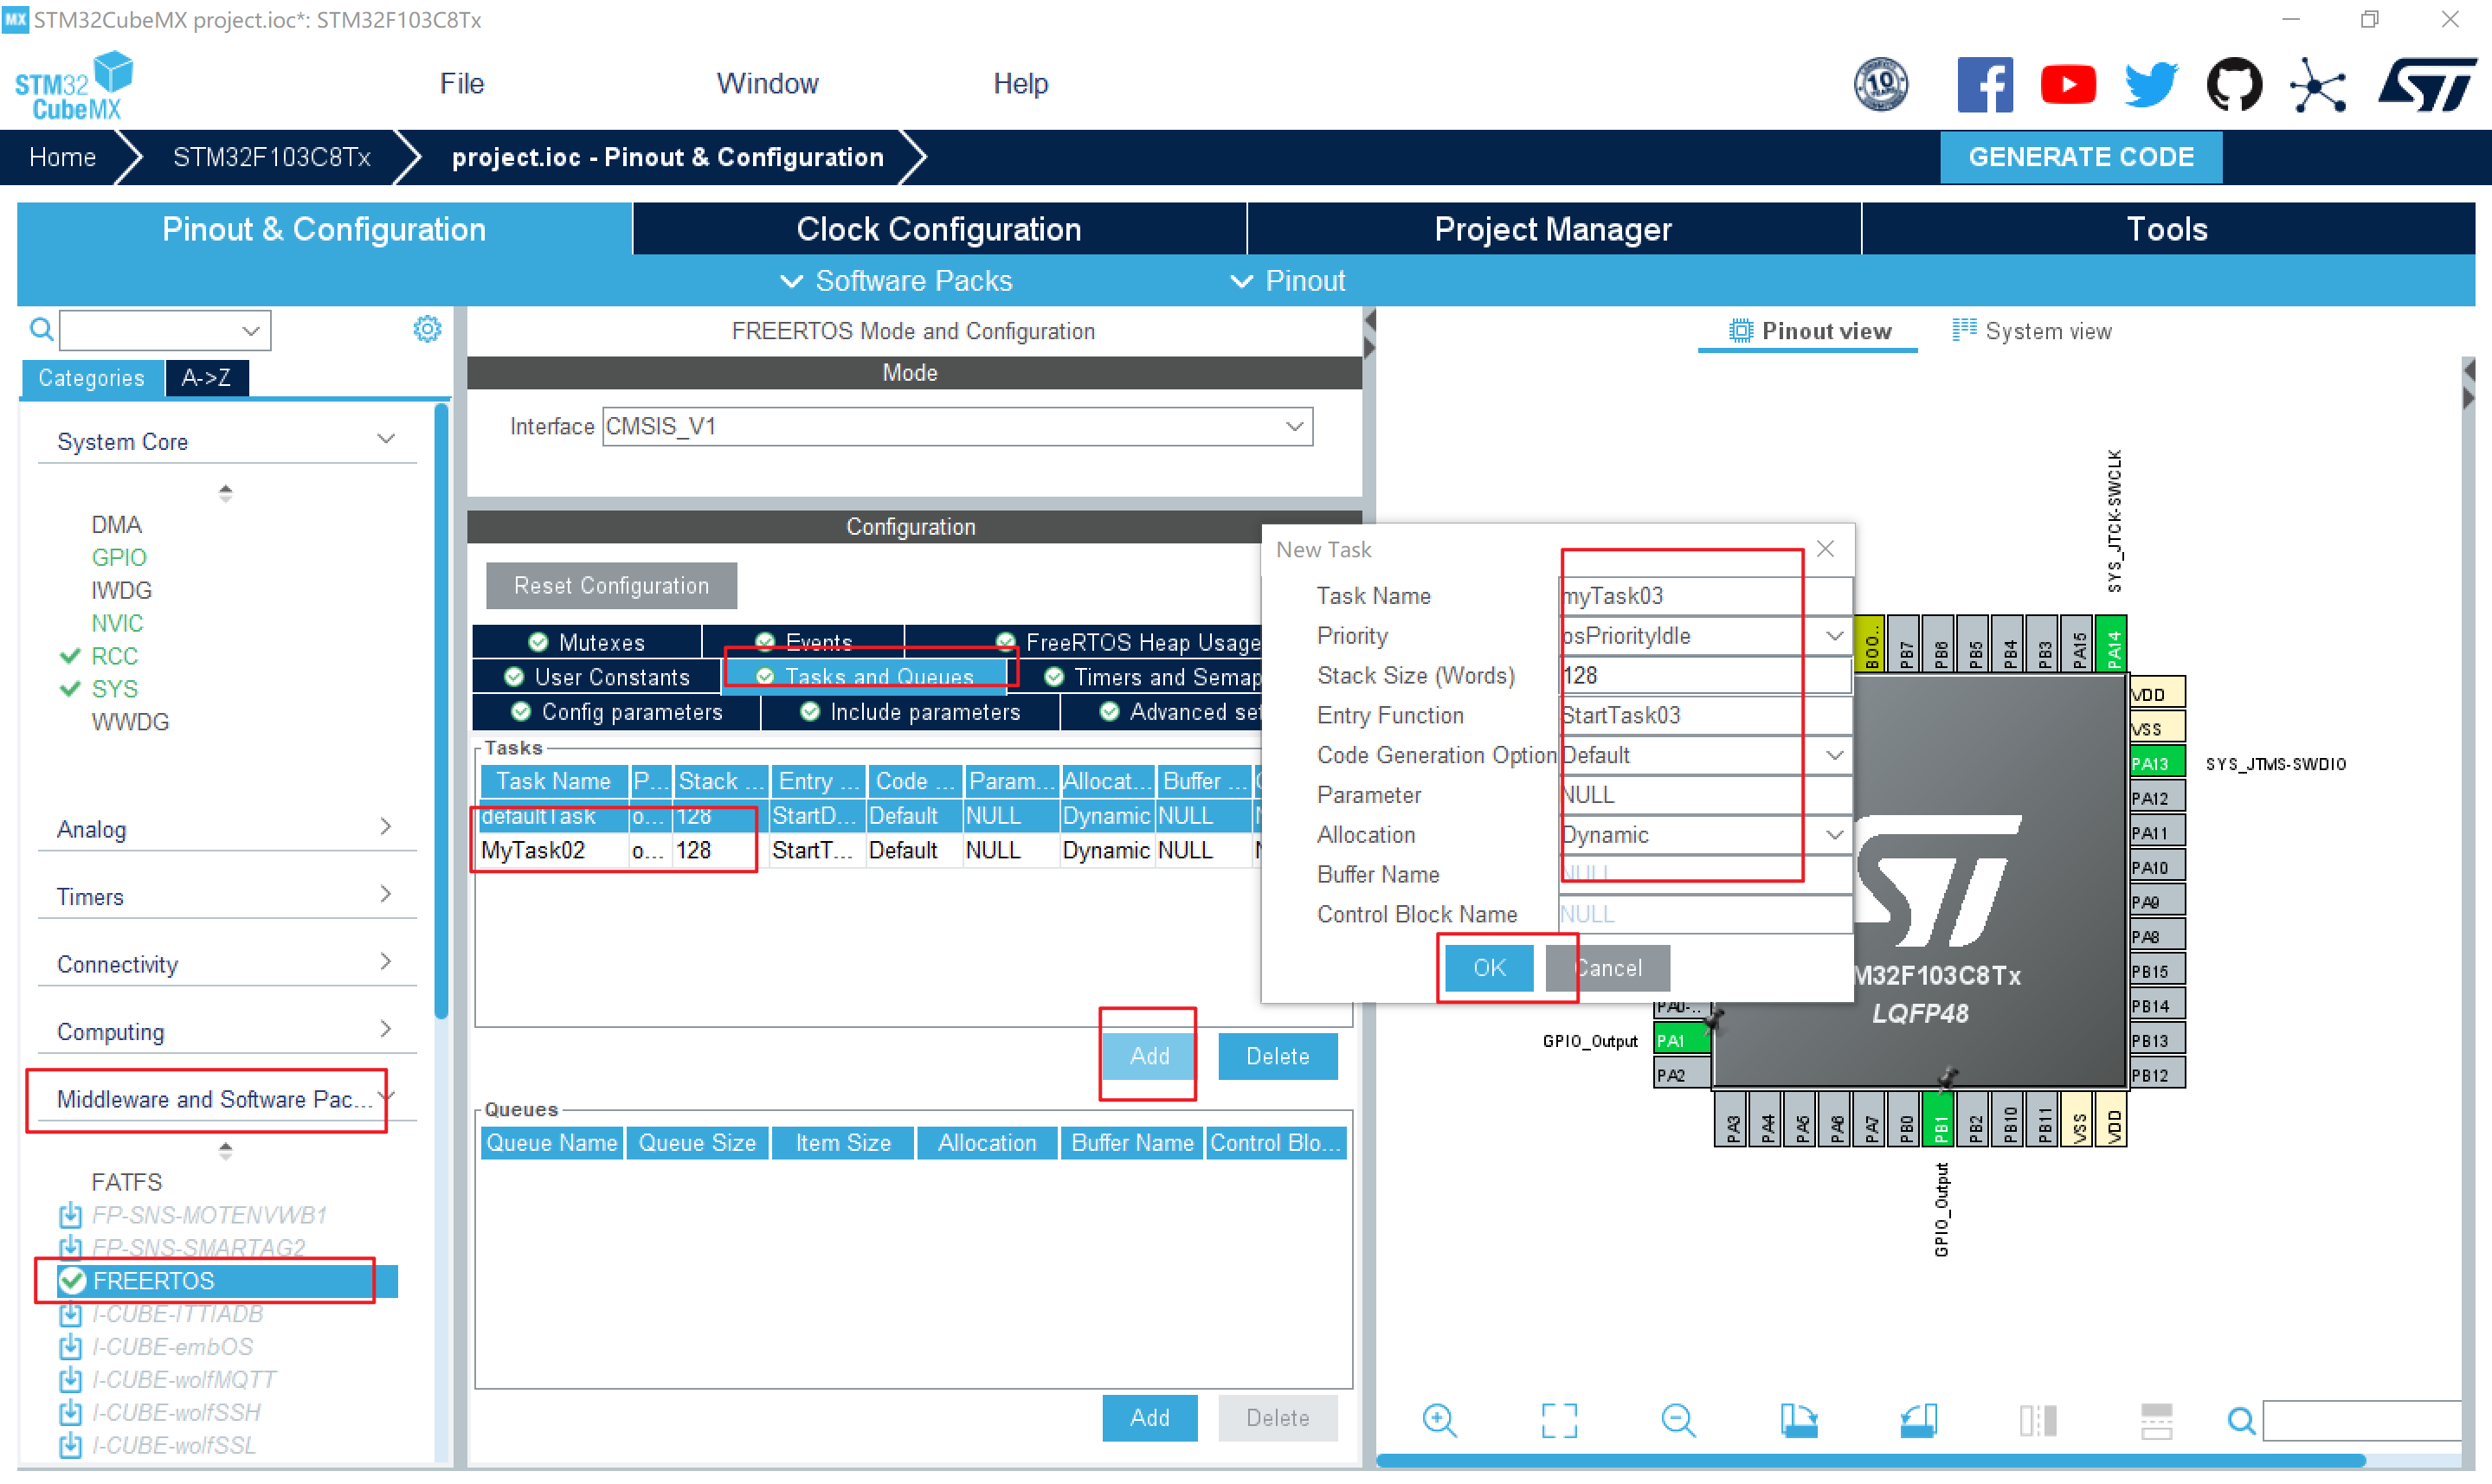 MX STM32CubeMX project.ioc*: STM32F103C8Tx
STM32 CubeMX
File Window Help
10 YEARS
Home STM32F103C8Tx project.ioc - Pinout & Configuration GENERATE CODE
Pinout & Configuration Clock Configuration Project Manager Tools
Software Packs Pinout
Categories A->Z
System Core
DMA
GPIO
IWDG
NVIC
RCC
SYS
WWDG
Analog
Timers
Connectivity
Computing
Middleware and Software Pac...
FATFS
FP-SNS-MOTENVWB1
FP-SNS-SMARTAG2
FREERTOS
I-CUBE-ITTIADB
I-CUBE-embOS
I-CUBE-wolfMQTT
I-CUBE-wolfSSH
I-CUBE-wolfSSL
FREERTOS Mode and Configuration
Mode
Interface CMSIS_V1
Configuration
Reset Configuration
Mutexes Events FreeRTOS Heap Usage
User Constants Tasks and Queues Timers and Semap
Config parameters Include parameters Advanced set
Tasks
Task Name P... Stack ... Entry ... Code ... Param... Allocat... Buffer ...
defaultTask o... 128 StartD... Default NULL Dynamic NULL
MyTask02 o... 128 StartT... Default NULL Dynamic NULL
Add Delete
Queues
Queue Name Queue Size Item Size Allocation Buffer Name Control Blo...
Add Delete
New Task
Task Name myTask03
Priority osPriorityIdle
Stack Size (Words) 128
Entry Function StartTask03
Code Generation Option Default
Parameter NULL
Allocation Dynamic
Buffer Name NULL
Control Block Name NULL
OK Cancel
Pinout view System view
SYS_JTCK-SWCLK
BOO..
PB7
PB6
PB5
PB4
PB3
PA15
PA14
VDD
VSS
PA13 SYS_JTMS-SWDIO
PA12
PA11
PA10
PA9
PA8
PB15
PB14
PB13
PB12
M32F103C8Tx
LQFP48
PA0-..
GPIO_Output PA1
PA2
PA3
PA4
PA5
PA6
PA7
PB0
PB1
PB2
PB10
PB11
VSS
VDD
GPIO_Output